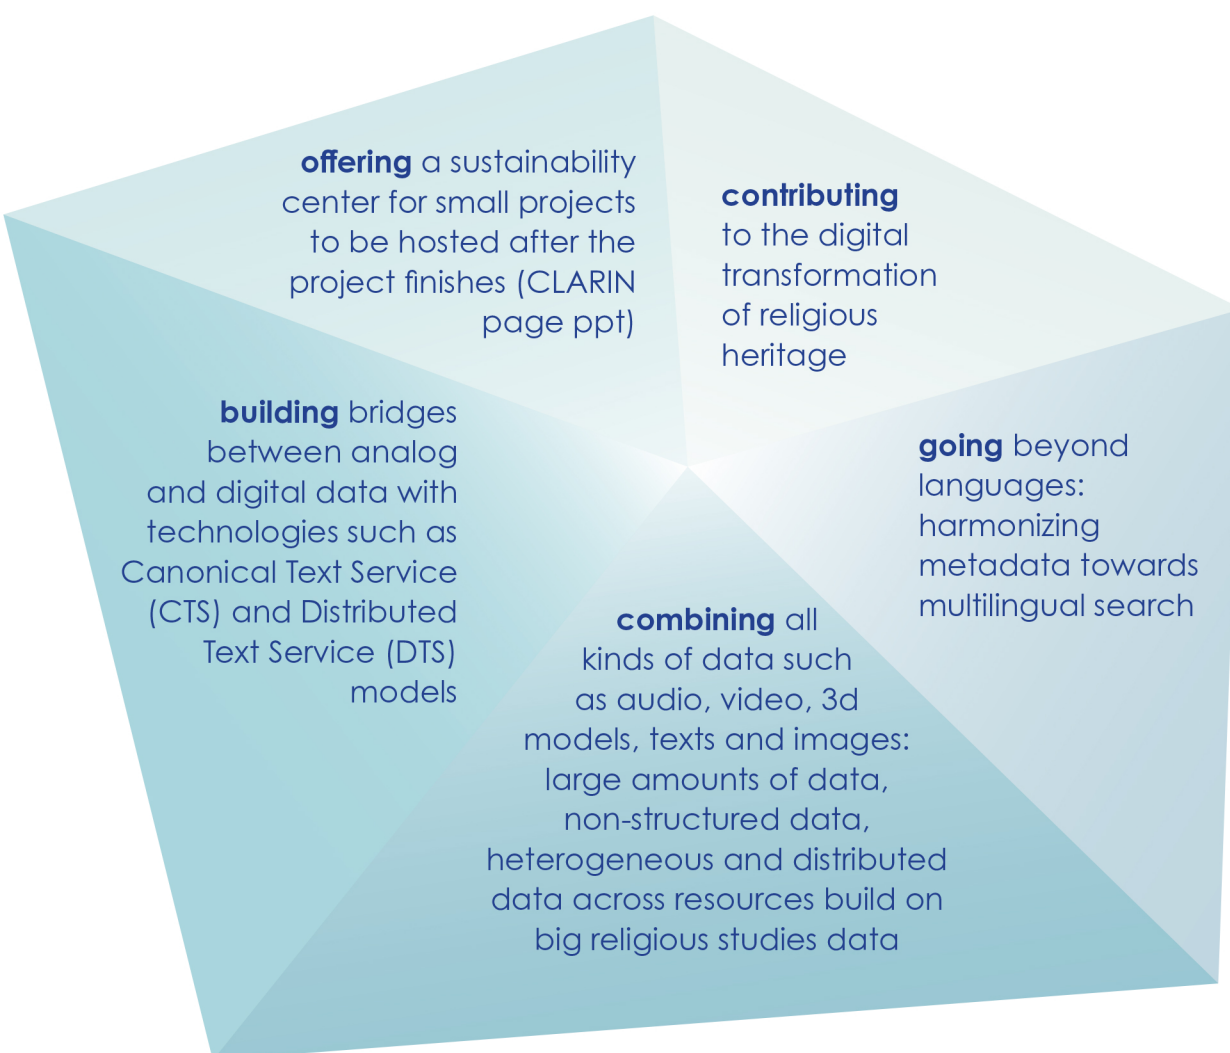 offering a sustainability
center for small projects
to be hosted after the
project finishes (CLARIN
page ppt)
contributing
to the digital
transformation
of religious
heritage
building bridges
between analog
and digital data with
technologies such as
Canonical Text Service
(CTS) and Distributed
Text Service (DTS)
models
going beyond
languages:
harmonizing
metadata towards
multilingual search
combining all
kinds of data such
as audio, video, 3d
models, texts and images:
large amounts of data,
non-structured data,
heterogeneous and distributed
data across resources build on
big religious studies data